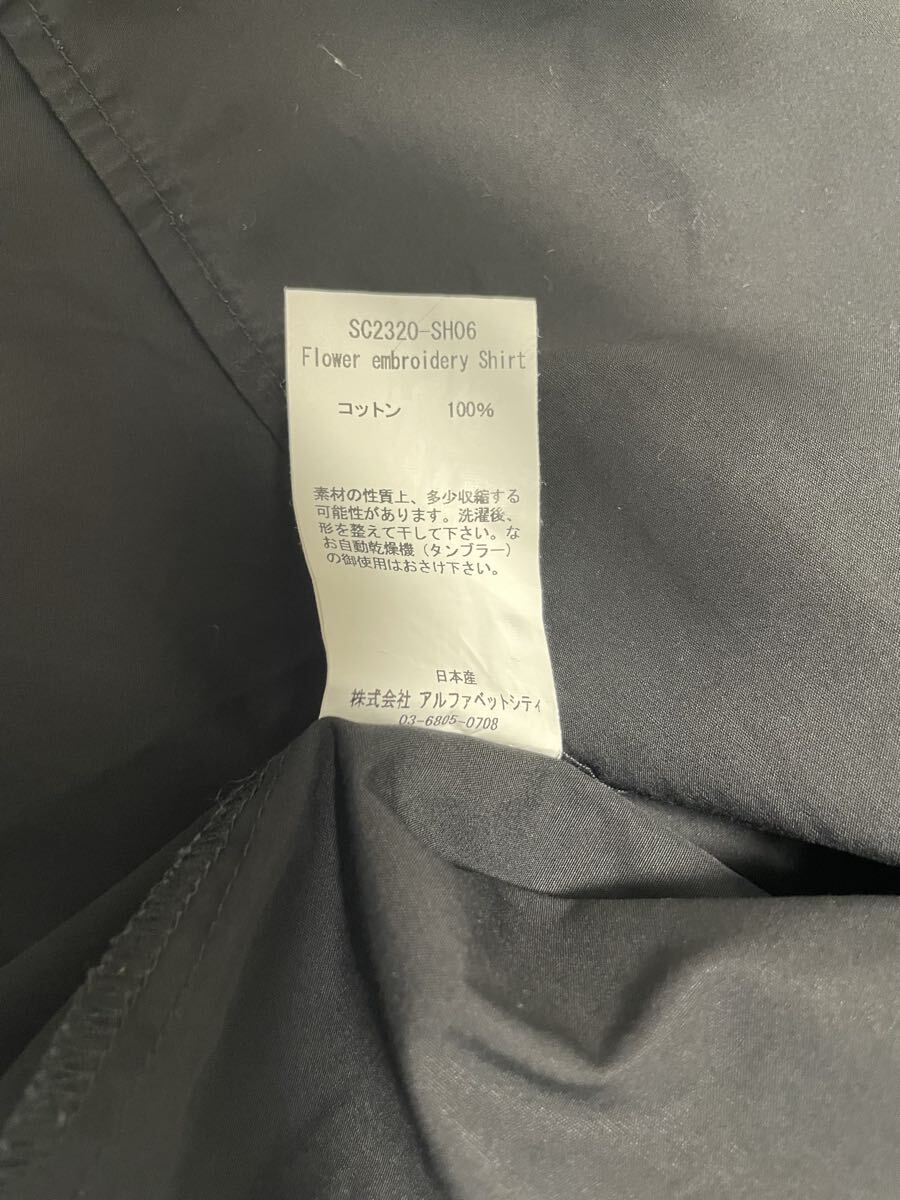 SC2320-SH06
Flower embroidery Shirt
コットン 100%
素材の性質上、多少収縮する
可能性があります。洗濯後、
形を整えて干して下さい。な
お自動乾燥機(タンブラー)
の御使用はおさけ下さい。
日本産
株式会社 アルファベットシティ
03-6805-0708